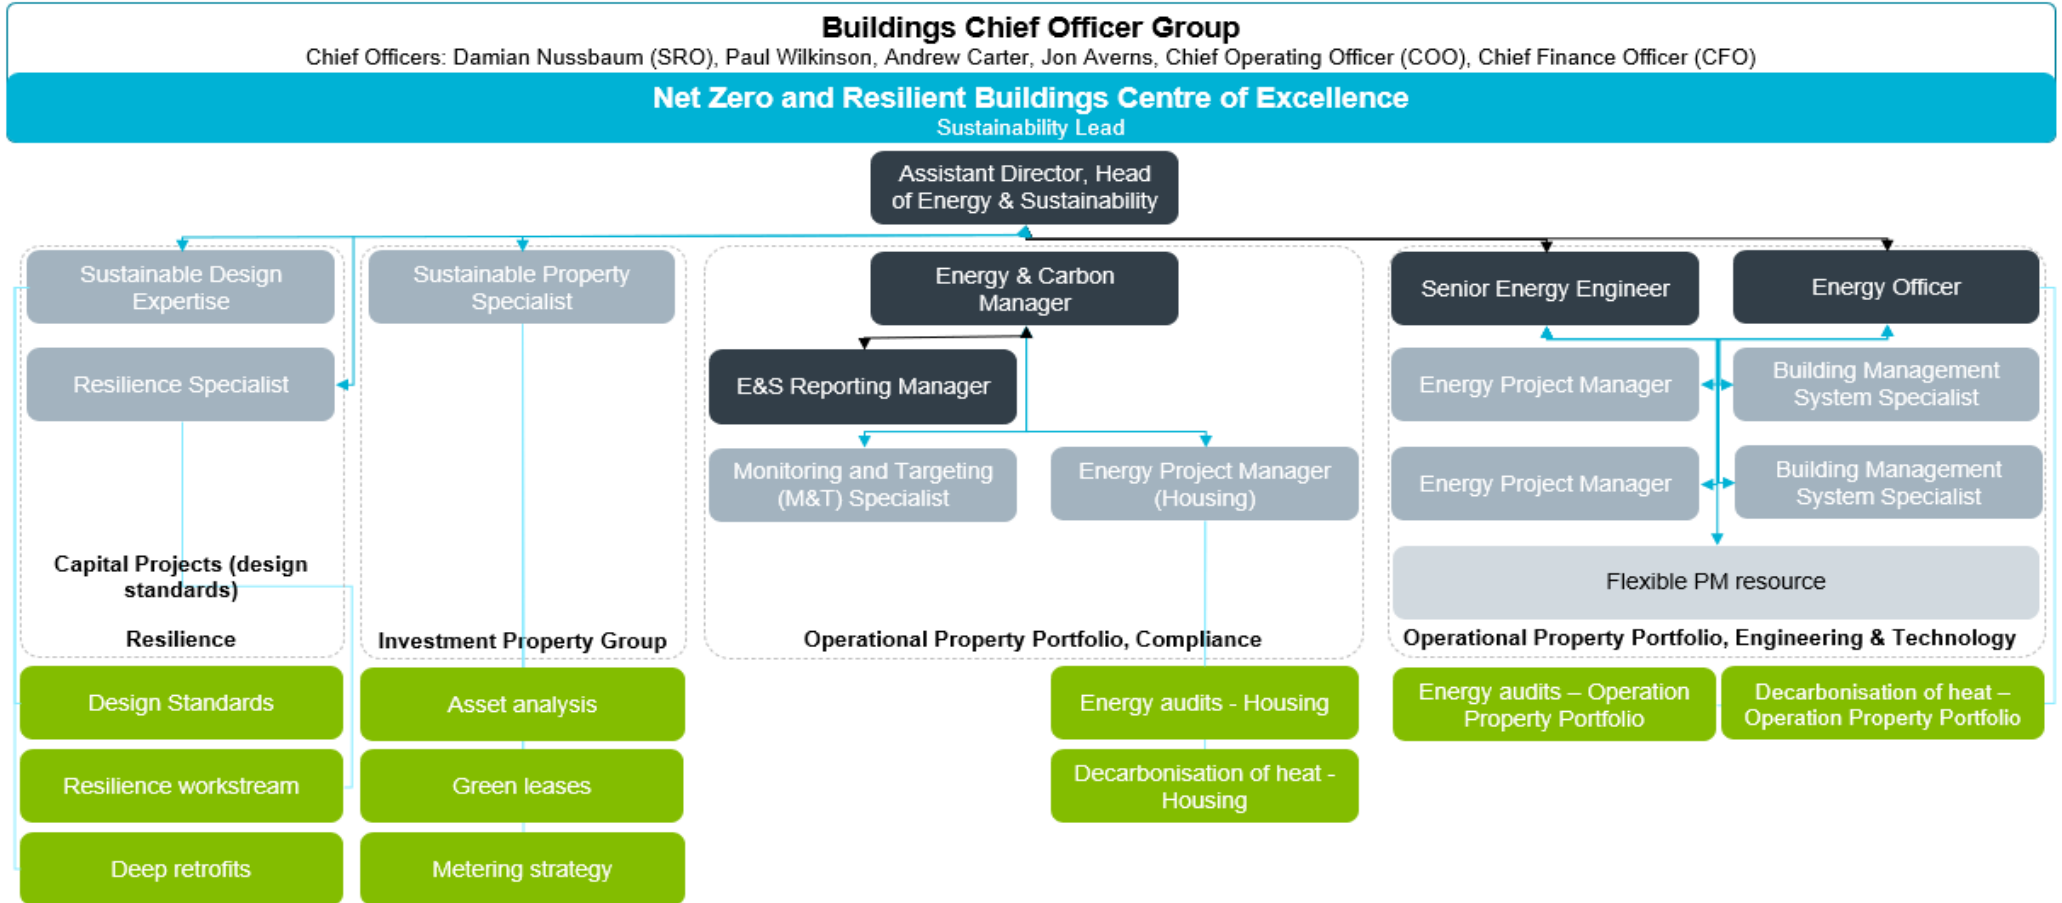 Buildings Chief Officer Group
Chief Officers: Damian Nussbaum (SRO), Paul Wilkinson, Andrew Carter, Jon Averns, Chief Operating Officer (COO), Chief Finance Officer (CFO)
Net Zero and Resilient Buildings Centre of Excellence
Sustainability Lead
Assistant Director, Head
of Energy & Sustainability
Sustainable Design
Expertise
Resilience Specialist
Capital Projects (design
standards)
Resilience
Design Standards
Resilience workstream
Deep retrofits
Sustainable Property
Specialist
Investment Property Group
Asset analysis
Green leases
Metering strategy
Energy & Carbon
Manager
E&S Reporting Manager
Monitoring and Targeting
(M&T) Specialist
Energy Project Manager
(Housing)
Operational Property Portfolio, Compliance
Energy audits - Housing
Decarbonisation of heat -
Housing
Senior Energy Engineer
Energy Officer
Energy Project Manager
Building Management
System Specialist
Energy Project Manager
Building Management
System Specialist
Flexible PM resource
Operational Property Portfolio, Engineering & Technology
Energy audits – Operation
Property Portfolio
Decarbonisation of heat –
Operation Property Portfolio